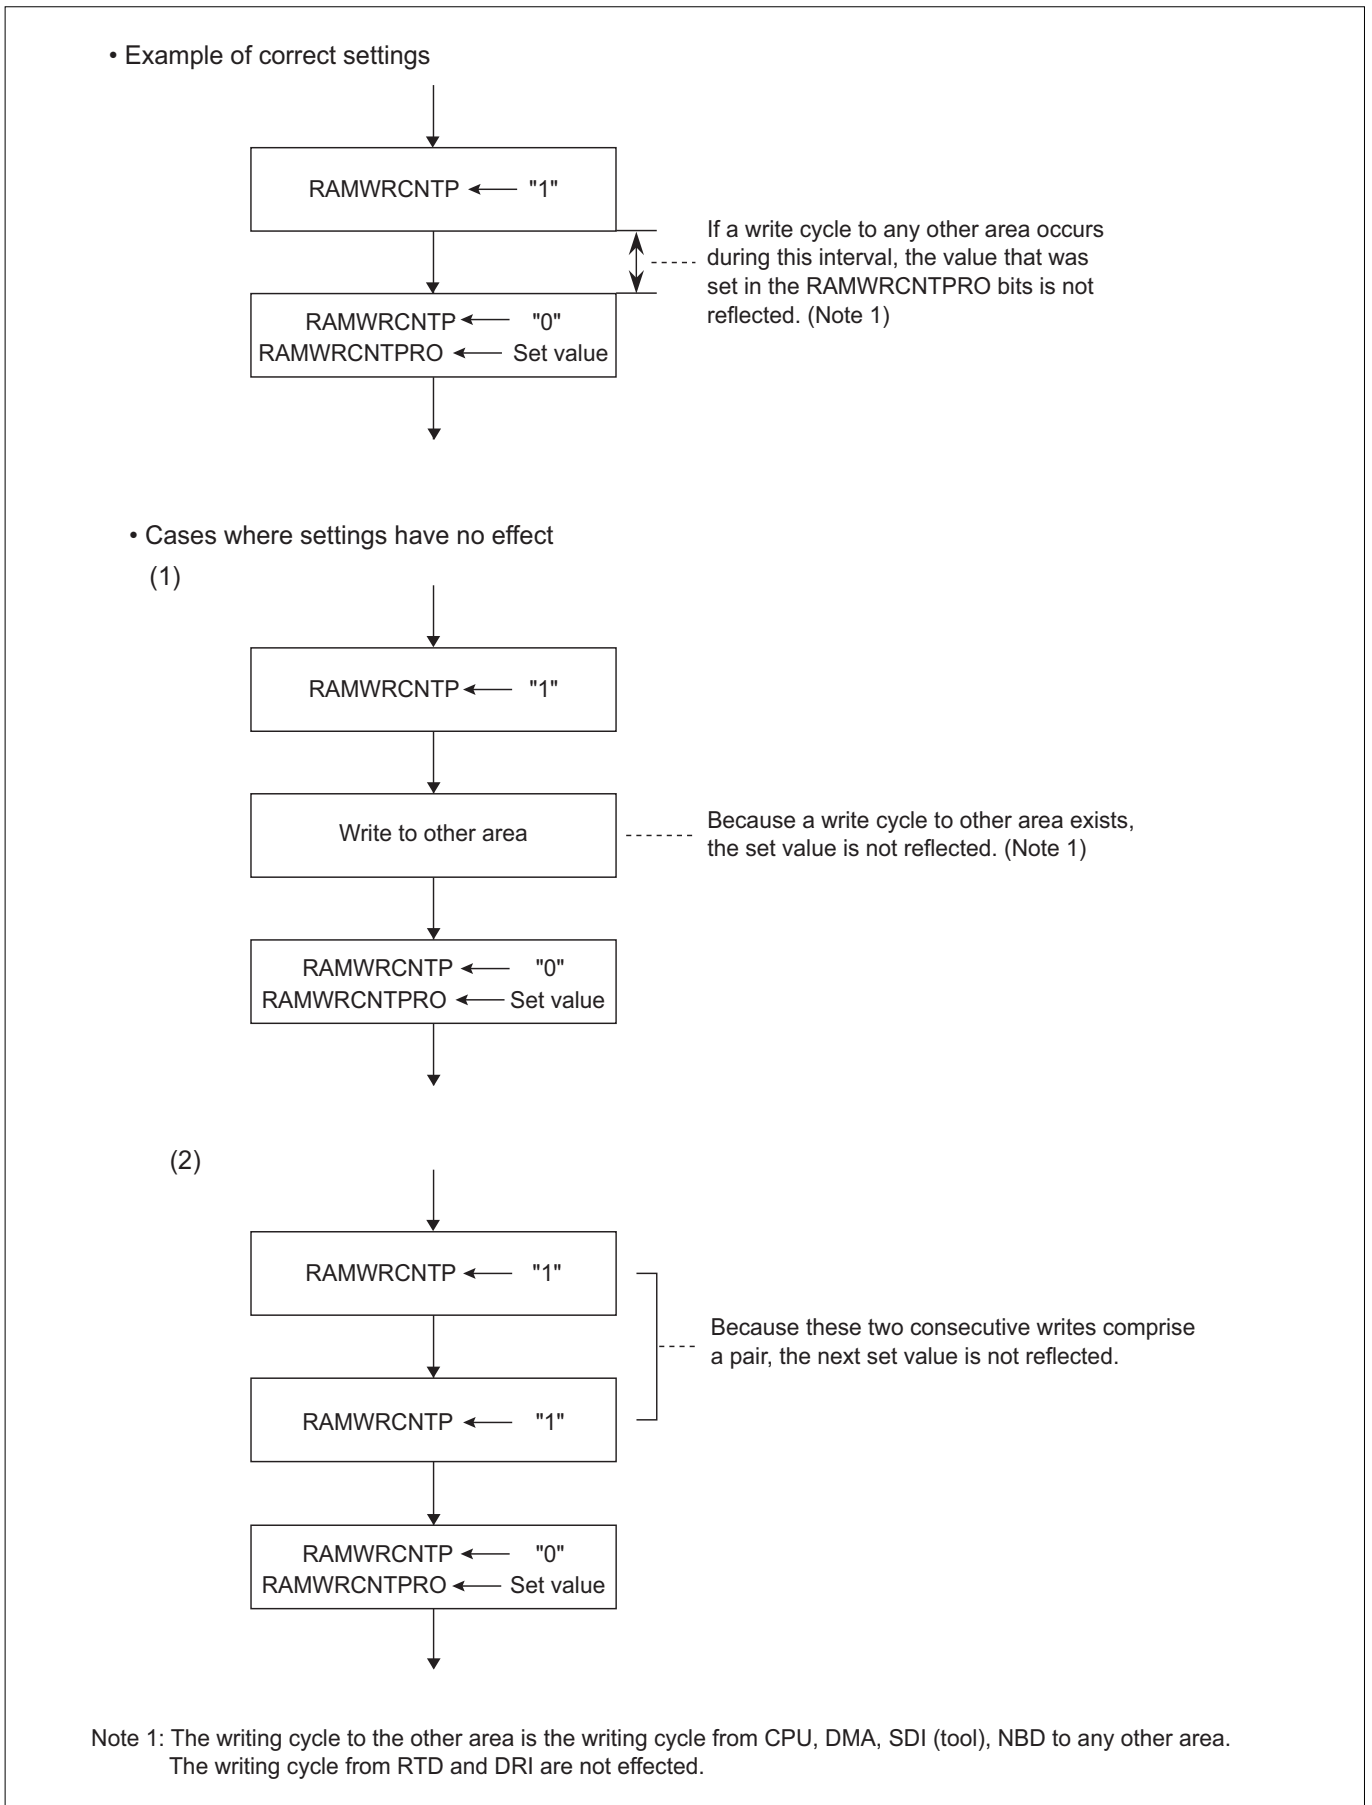 • Example of correct settings
RAMWRCNTP ← "1"
If a write cycle to any other area occurs
during this interval, the value that was
set in the RAMWRCNTPRO bits is not
reflected. (Note 1)
RAMWRCNTP ← "0"
RAMWRCNTPRO ← Set value
• Cases where settings have no effect
(1)
RAMWRCNTP ← "1"
Write to other area
Because a write cycle to other area exists,
the set value is not reflected. (Note 1)
RAMWRCNTP ← "0"
RAMWRCNTPRO ← Set value
(2)
RAMWRCNTP ← "1"
Because these two consecutive writes comprise
a pair, the next set value is not reflected.
RAMWRCNTP ← "1"
RAMWRCNTP ← "0"
RAMWRCNTPRO ← Set value
Note 1: The writing cycle to the other area is the writing cycle from CPU, DMA, SDI (tool), NBD to any other area.
The writing cycle from RTD and DRI are not effected.